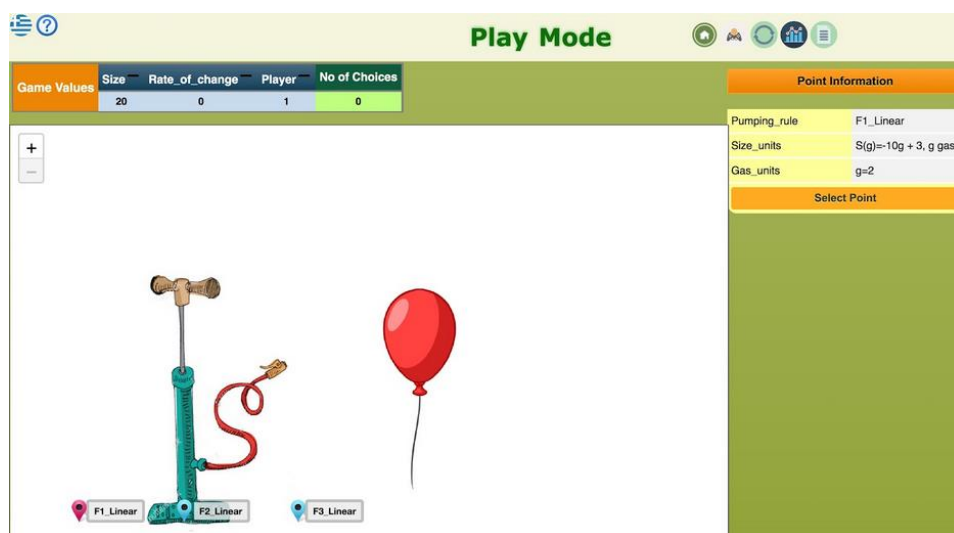 Play Mode
Game Values
Size Rate_of_change Player No of Choices
20 0 1 0
Point Information
Pumping_rule F1_Linear
Size_units S(g)=-10g + 3, g gas
Gas_units g=2
Select Point
+
−
F1_Linear F2_Linear F3_Linear